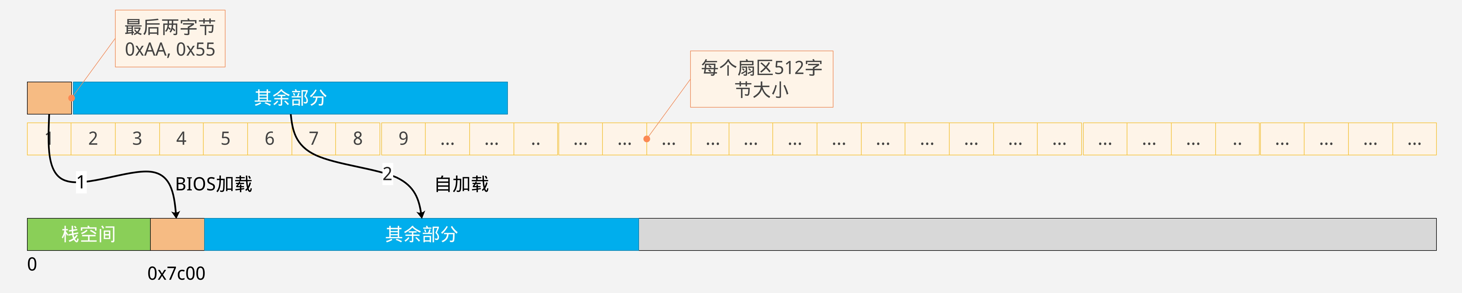 最后两字节
0xAA, 0x55
每个扇区512字
节大小
其余部分
1 2 3 4 5 6 7 8 9 ... ... .. ... ... ... ... ... ... ... ... ... ... ... ... ... ... .. ... ... ... ...
1 BIOS加载 2 自加载
栈空间 其余部分
0 0x7c00